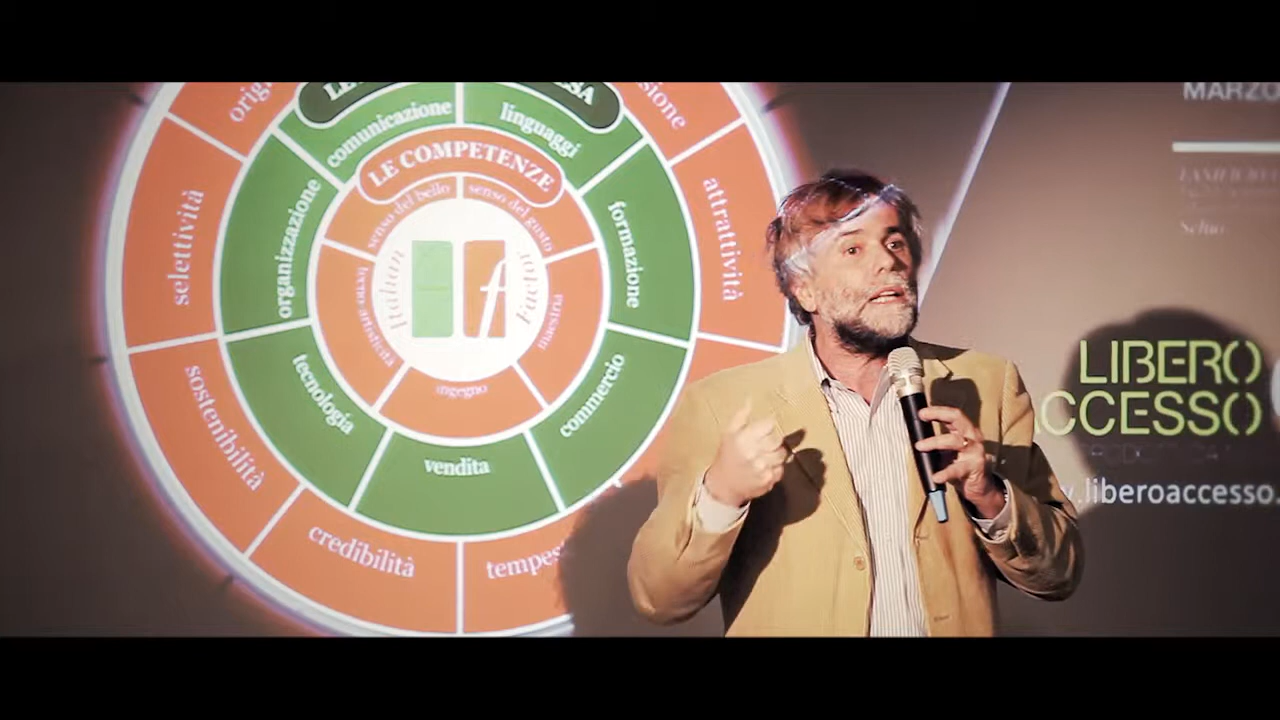 comunicazione
linguaggi
LE COMPETENZE
senso del bello
senso del gusto
organizzazione
formazione
selettività
attrattività
Italian
f
maestria
ingegno
tecnologia
commercio
vendita
sostenibilità
credibilità
MARZO
LIBERO
ACCESSO
.liberoaccesso.